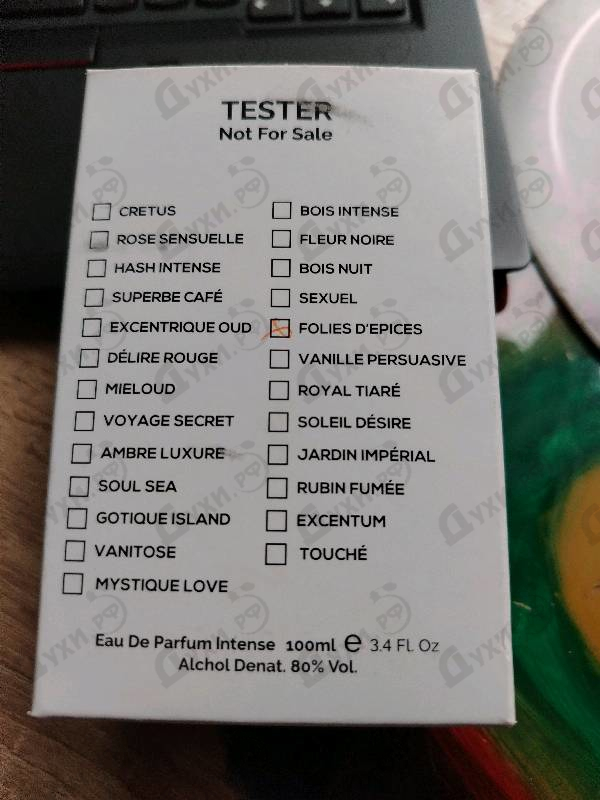 TESTER
Not For Sale
CRETUS
ROSE SENSUELLE
HASH INTENSE
SUPERBE CAFÉ
EXCENTRIQUE OUD
DÉLIRE ROUGE
MIELOUD
VOYAGE SECRET
AMBRE LUXURE
SOUL SEA
GOTIQUE ISLAND
VANITOSE
MYSTIQUE LOVE
BOIS INTENSE
FLEUR NOIRE
BOIS NUIT
SEXUEL
FOLIES D'EPICES
VANILLE PERSUASIVE
ROYAL TIARÉ
SOLEIL DÉSIRE
JARDIN IMPÉRIAL
RUBIN FUMÉE
EXCENTUM
TOUCHÉ
Eau De Parfum Intense 100ml e 3.4 Fl. Oz
Alchol Denat. 80% Vol.
Духи.рф